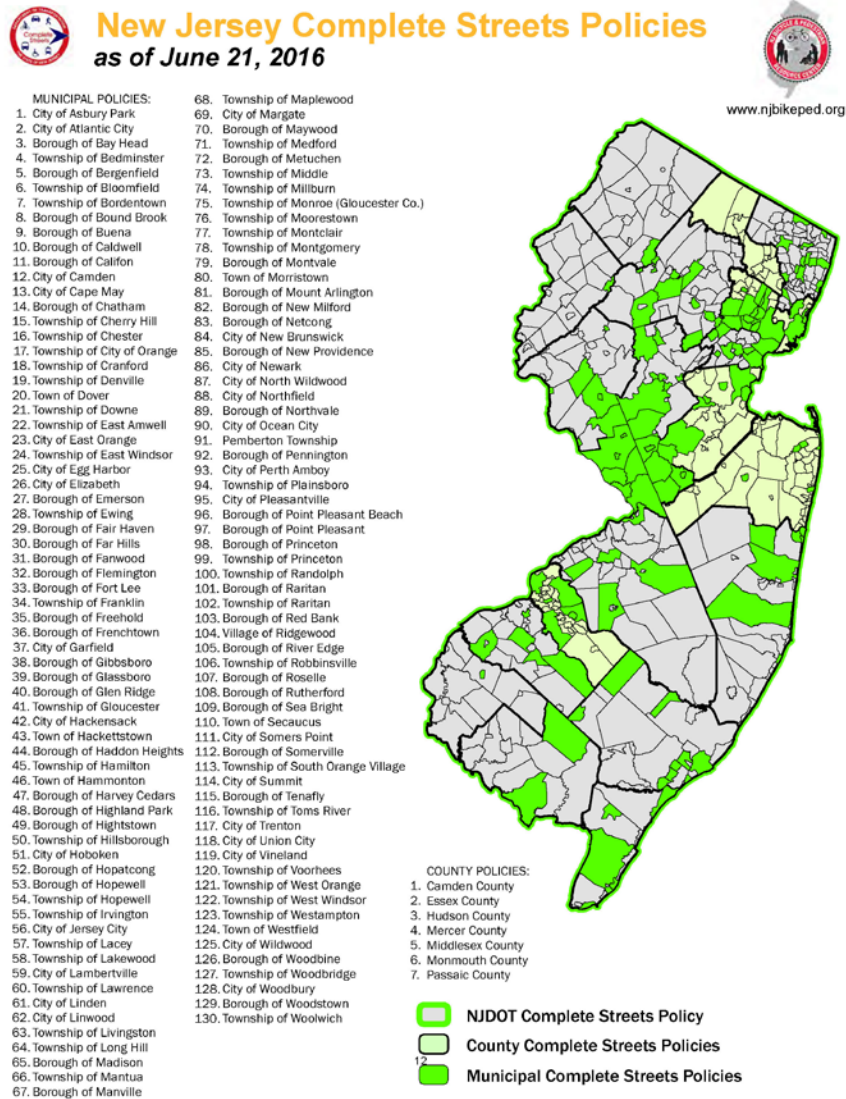 New Jersey Complete Streets Policies
as of June 21, 2016
Complete
Streets
www.njbikeped.org
MUNICIPAL POLICIES:
1. City of Asbury Park
2. City of Atlantic City
3. Borough of Bay Head
4. Township of Bedminster
5. Borough of Bergenfield
6. Township of Bloomfield
7. Township of Bordentown
8. Borough of Bound Brook
9. Borough of Buena
10. Borough of Caldwell
11. Borough of Califon
12. City of Camden
13. City of Cape May
14. Borough of Chatham
15. Township of Cherry Hill
16. Township of Chester
17. Township of City of Orange
18. Township of Cranford
19. Township of Denville
20. Town of Dover
21. Township of Downe
22. Township of East Amwell
23. City of East Orange
24. Township of East Windsor
25. City of Egg Harbor
26. City of Elizabeth
27. Borough of Emerson
28. Township of Ewing
29. Borough of Fair Haven
30. Borough of Far Hills
31. Borough of Fanwood
32. Borough of Flemington
33. Borough of Fort Lee
34. Township of Franklin
35. Borough of Freehold
36. Borough of Frenchtown
37. City of Garfield
38. Borough of Gibbsboro
39. Borough of Glassboro
40. Borough of Glen Ridge
41. Township of Gloucester
42. City of Hackensack
43. Town of Hackettstown
44. Borough of Haddon Heights
45. Township of Hamilton
46. Town of Hammonton
47. Borough of Harvey Cedars
48. Borough of Highland Park
49. Borough of Hightstown
50. Township of Hillsborough
51. City of Hoboken
52. Borough of Hopatcong
53. Borough of Hopewell
54. Township of Hopewell
55. Township of Irvington
56. City of Jersey City
57. Township of Lacey
58. Township of Lakewood
59. City of Lambertville
60. Township of Lawrence
61. City of Linden
62. City of Linwood
63. Township of Livingston
64. Township of Long Hill
65. Borough of Madison
66. Township of Mantua
67. Borough of Manville
68. Township of Maplewood
69. City of Margate
70. Borough of Maywood
71. Township of Medford
72. Borough of Metuchen
73. Township of Middle
74. Township of Millburn
75. Township of Monroe (Gloucester Co.)
76. Township of Moorestown
77. Township of Montclair
78. Township of Montgomery
79. Borough of Montvale
80. Town of Morristown
81. Borough of Mount Arlington
82. Borough of New Milford
83. Borough of Netcong
84. City of New Brunswick
85. Borough of New Providence
86. City of Newark
87. City of North Wildwood
88. City of Northfield
89. Borough of Northvale
90. City of Ocean City
91. Pemberton Township
92. Borough of Pennington
93. City of Perth Amboy
94. Township of Plainsboro
95. City of Pleasantville
96. Borough of Point Pleasant Beach
97. Borough of Point Pleasant
98. Borough of Princeton
99. Township of Princeton
100. Township of Randolph
101. Borough of Raritan
102. Township of Raritan
103. Borough of Red Bank
104. Village of Ridgewood
105. Borough of River Edge
106. Township of Robbinsville
107. Borough of Roselle
108. Borough of Rutherford
109. Borough of Sea Bright
110. Town of Secaucus
111. City of Somers Point
112. Borough of Somerville
113. Township of South Orange Village
114. City of Summit
115. Borough of Tenafly
116. Township of Toms River
117. City of Trenton
118. City of Union City
119. City of Vineland
120. Township of Voorhees
121. Township of West Orange
122. Township of West Windsor
123. Township of Westampton
124. Town of Westfield
125. City of Wildwood
126. Borough of Woodbine
127. Township of Woodbridge
128. City of Woodbury
129. Borough of Woodstown
130. Township of Woolwich
COUNTY POLICIES:
1. Camden County
2. Essex County
3. Hudson County
4. Mercer County
5. Middlesex County
6. Monmouth County
7. Passaic County
NJDOT Complete Streets Policy
County Complete Streets Policies
12
Municipal Complete Streets Policies